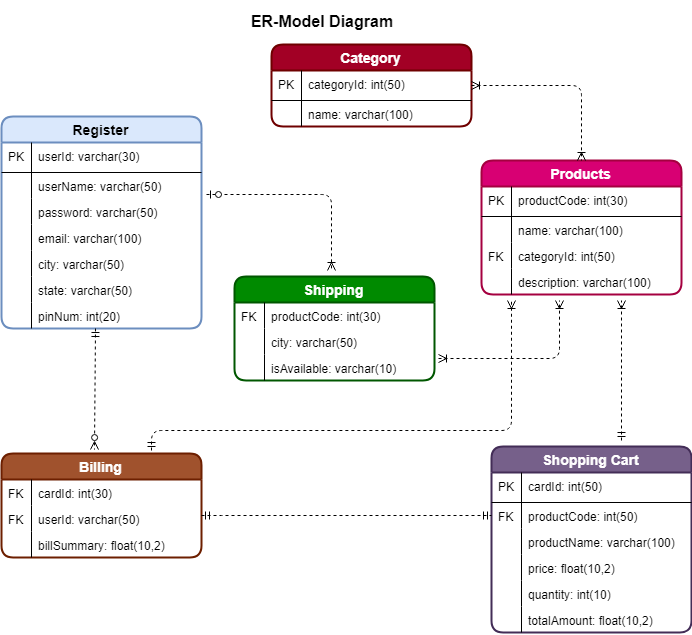 ER-Model Diagram
Category
PK categoryId: int(50)
name: varchar(100)
Register
PK userId: varchar(30)
userName: varchar(50)
password: varchar(50)
email: varchar(100)
city: varchar(50)
state: varchar(50)
pinNum: int(20)
Products
PK productCode: int(30)
name: varchar(100)
FK categoryId: int(50)
description: varchar(100)
Shipping
FK productCode: int(30)
city: varchar(50)
isAvailable: varchar(10)
Billing
FK cardId: int(30)
FK userId: varchar(50)
billSummary: float(10,2)
Shopping Cart
PK cardId: int(50)
FK productCode: int(50)
productName: varchar(100)
price: float(10,2)
quantity: int(10)
totalAmount: float(10,2)